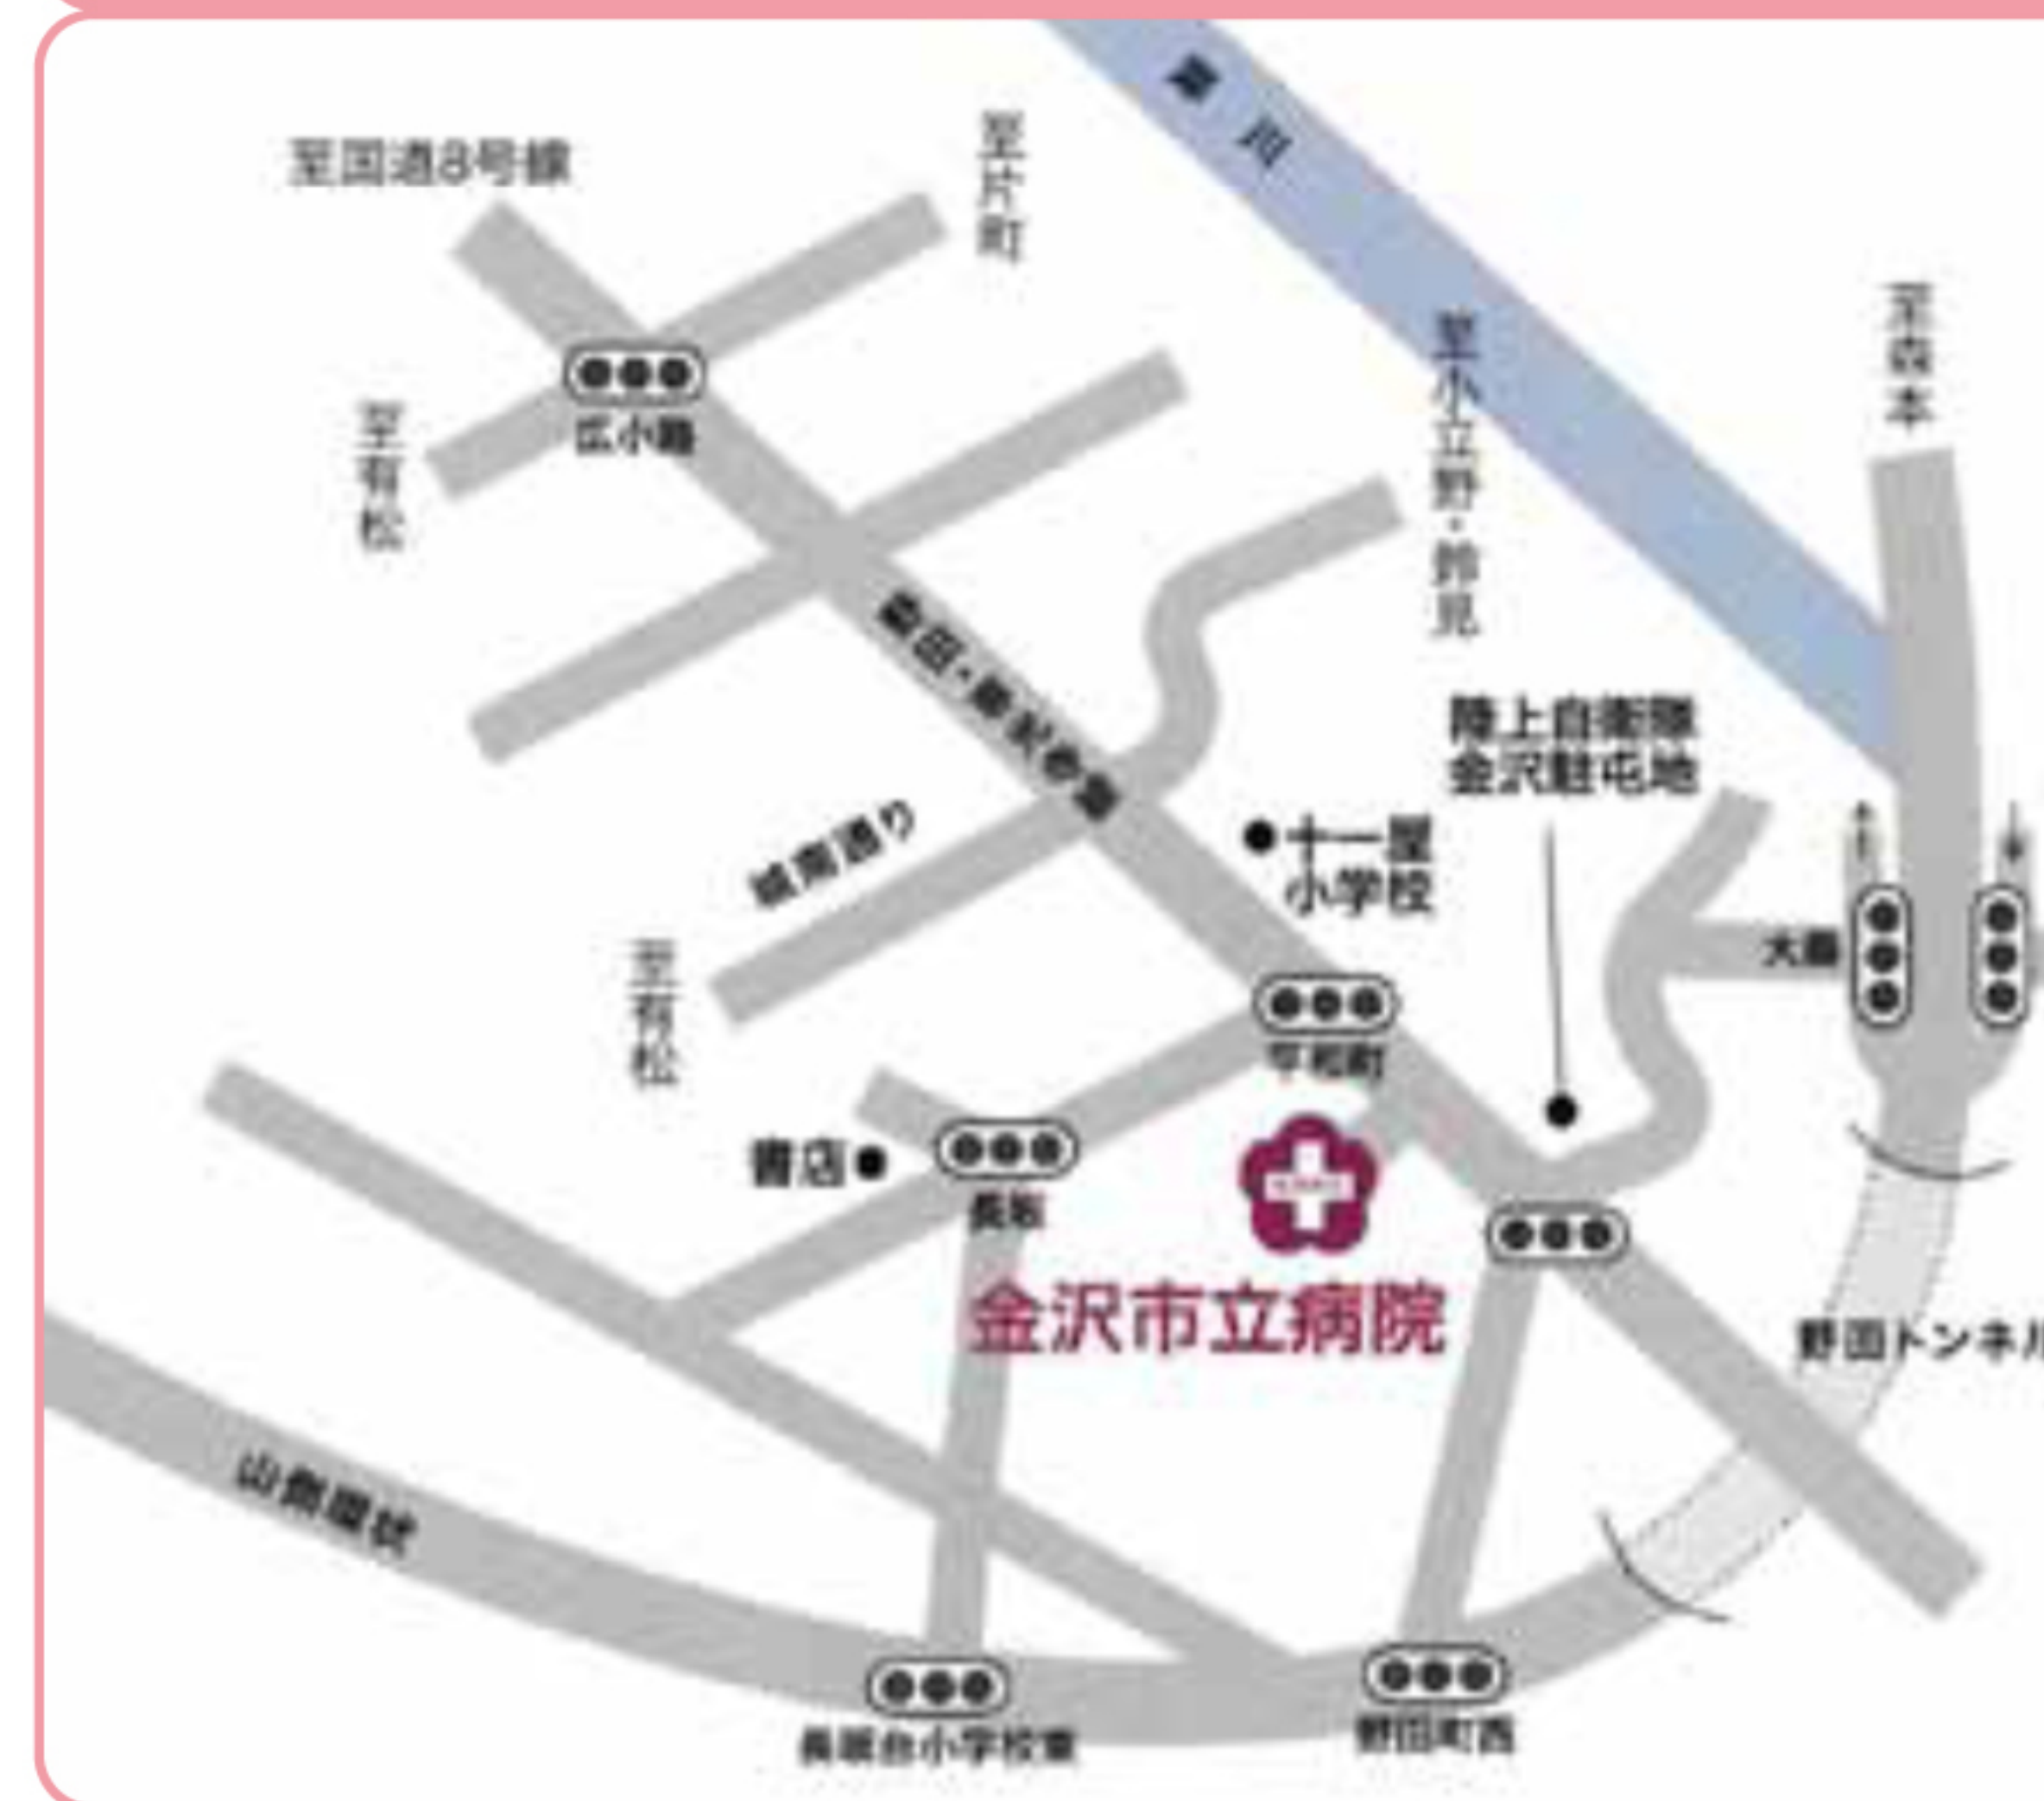 至国道8号線
至片町
川
至森本
至小立野・鈴見
広小路
至有松
陸上自衛隊
金沢駐屯地
十一屋
小学校
城南通り
至有松
大桑
平和町
書店
長坂
金沢市立病院
野田トンネル
山側環状
長坂台小学校東
野田町西